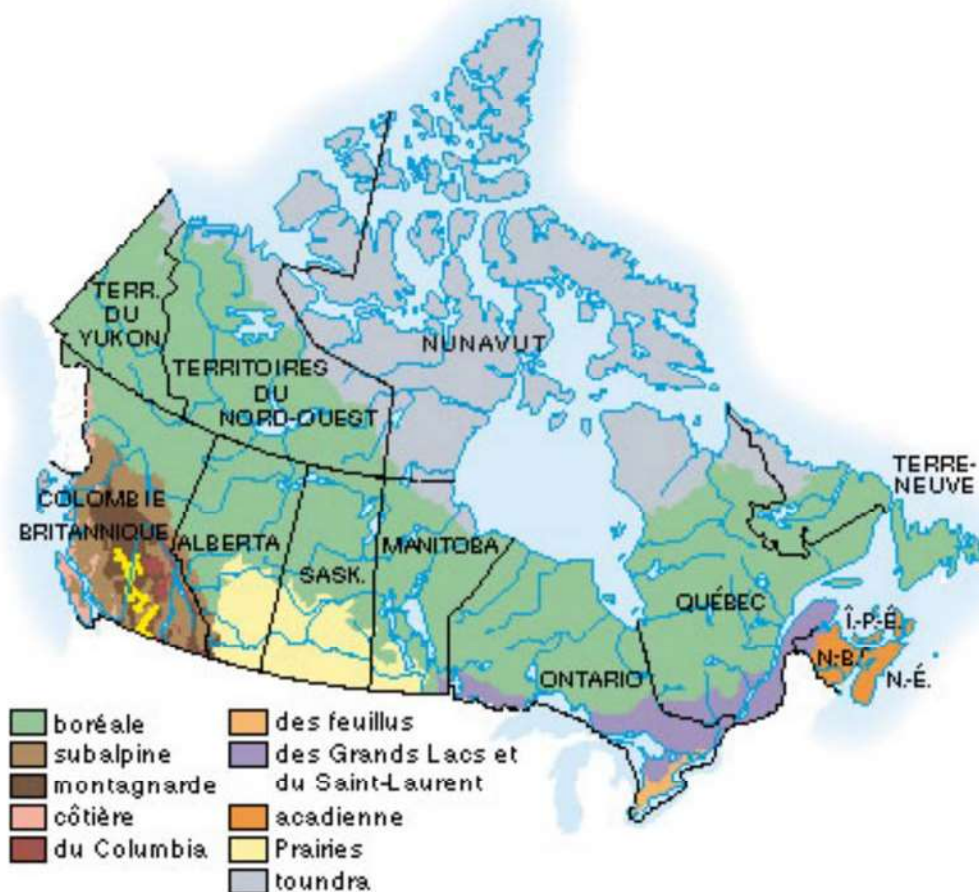 TERR.
DU
YUKON
TERRITOIRES
DU
NORD-OUEST
NUNAVUT
TERRE-
NEUVE
COLOMBIE
BRITANNIQUE
ALBERTA
SASK.
MANITOBA
ONTARIO
QUÉBEC
Î.-P.-É.
N.-B.
N.-É.
boréale
subalpine
montagnarde
côtière
du Columbia
des feuillus
des Grands Lacs et
du Saint-Laurent
acadienne
Prairies
toundra